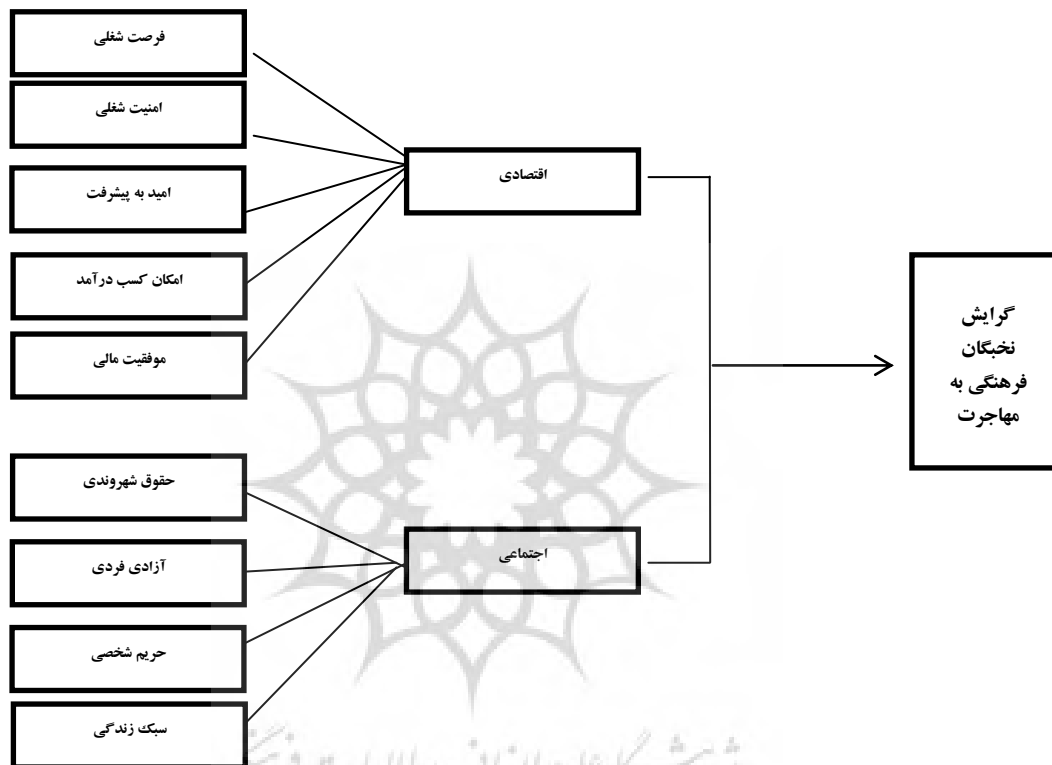 فرصت شغلی
امنیت شغلی
امید به پیشرفت
امکان کسب درآمد
موفقیت مالی
حقوق شهروندی
آزادی فردی
حریم شخصی
سبک زندگی
اقتصادی
اجتماعی
گرایش
نخبگان
فرهنگی به
مهاجرت